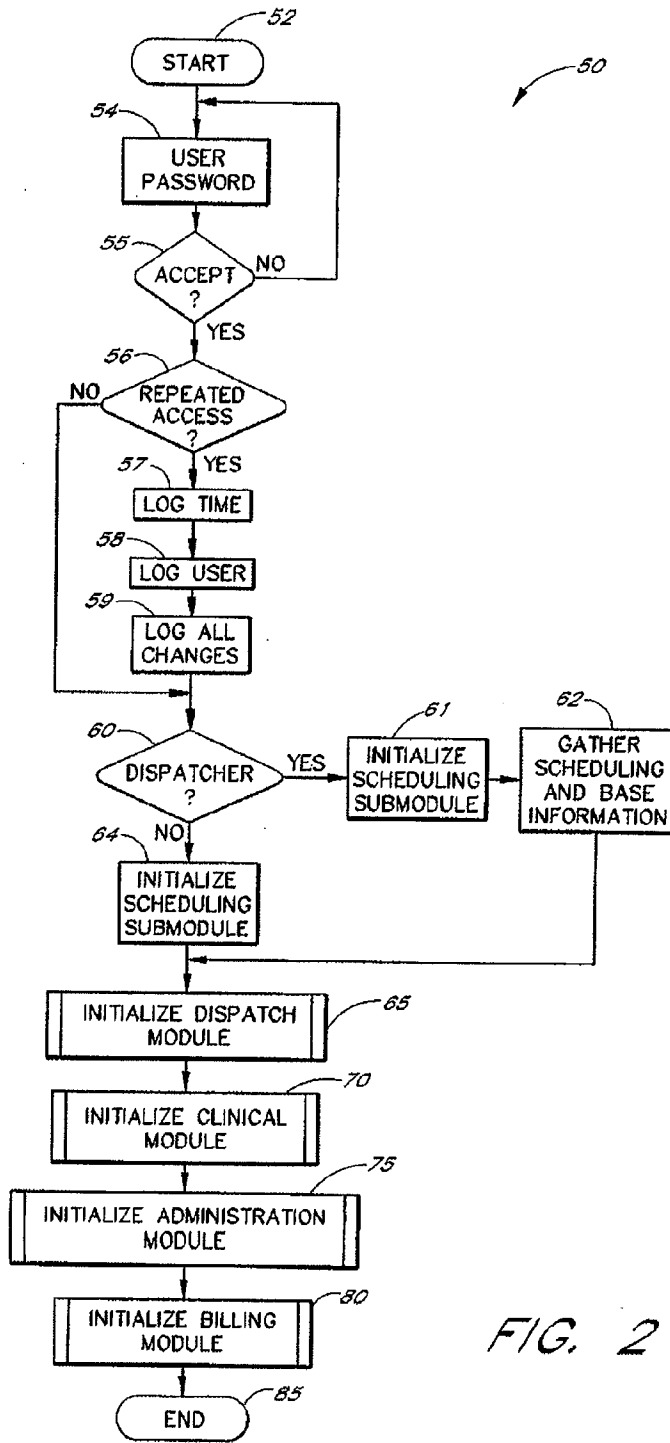 52
START
50
54
USER
PASSWORD
55
ACCEPT
?
NO
YES
56
NO
REPEATED
ACCESS
?
YES
57
LOG TIME
58
LOG USER
59
LOG ALL
CHANGES
60
DISPATCHER
?
YES
61
INITIALIZE
SCHEDULING
SUBMODULE
62
GATHER
SCHEDULING
AND BASE
INFORMATION
NO
64
INITIALIZE
SCHEDULING
SUBMODULE
INITIALIZE DISPATCH
MODULE
65
70
INITIALIZE CLINICAL
MODULE
75
INITIALIZE ADMINISTRATION
MODULE
80
INITIALIZE BILLING
MODULE
FIG. 2
85
END